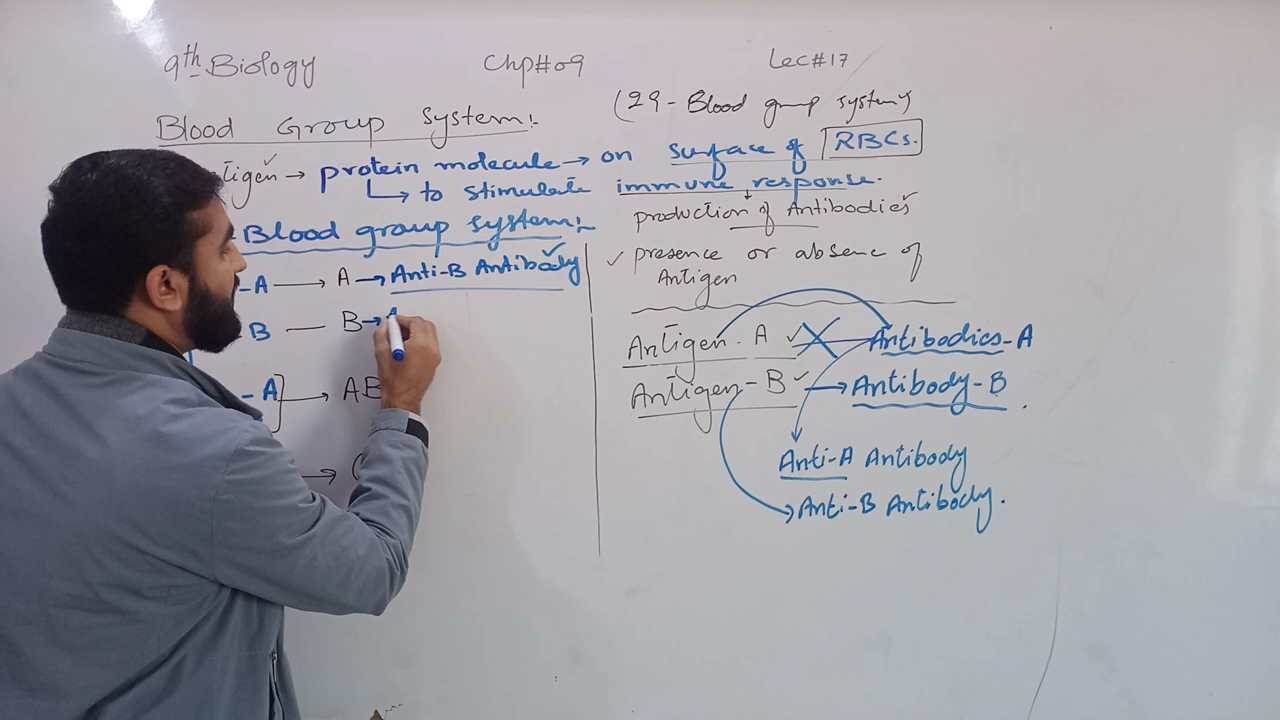 9th Biology Chp#09 Lec#17
Blood Group System:-
(29 - Blood group system)
ntigen → protein molecule → on surface of RBCs.
↳ to stimulate immune response.
production of Antibodies
- Blood group system:-
✓ presence or absence of
Antigen
-A → A → Anti-B Antibody
B — B →
- A] → AB
→
Antigen - A ✓ Antibodies - A
Antigen - B ✓ → Antibody - B.
Anti-A Antibody
Anti-B Antibody.